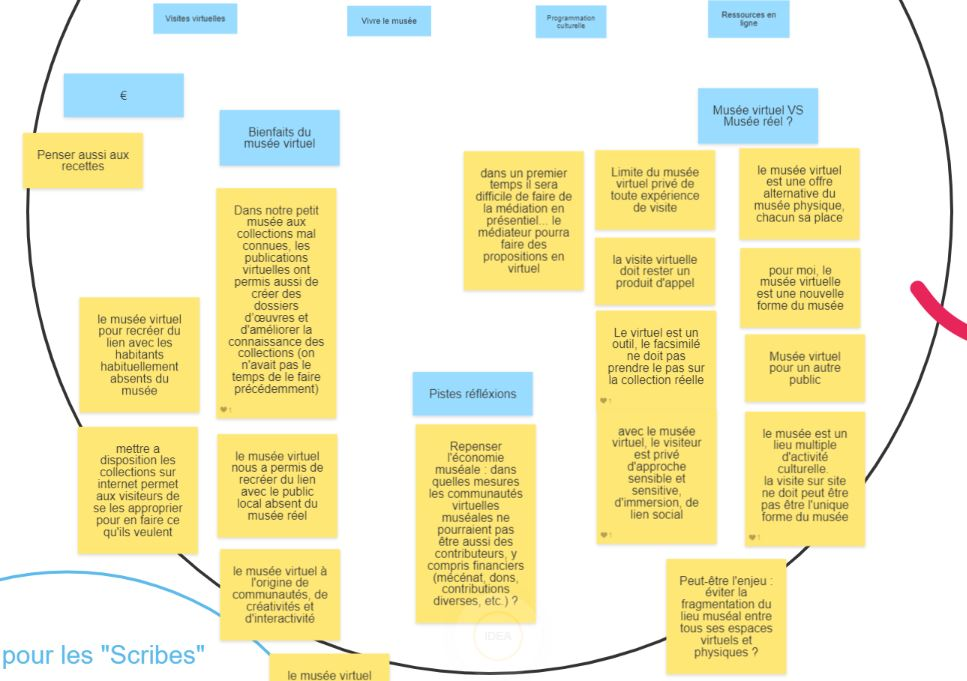 Visites virtuelles
Vivre le musée
Programmation
culturelle
Ressources en
ligne
€
Penser aussi aux
recettes
Bienfaits du
musée virtuel
Dans notre petit
musée aux
collections mal
connues, les
publications
virtuelles ont
permis aussi de
créer des
dossiers
d'œuvres et
d'améliorer la
connaissance des
collections (on
n'avait pas le
temps de le faire
précédemment)
1
le musée virtuel
pour recréer du
lien avec les
habitants
habituellement
absents du
musée
mettre a
disposition les
collections sur
internet permet
aux visiteurs de
se les approprier
pour en faire ce
qu'ils veulent
le musée virtuel
nous a permis de
recréer du lien
avec le public
local absent du
musée réel
le musée virtuel à
l'origine de
communautés, de
créativités et
d'interactivité
le musée virtuel
pour les "Scribes"
Pistes réfléxions
Repenser
l'économie
muséale : dans
quelles mesures
les communautés
virtuelles
muséales ne
pourraient pas
être aussi des
contributeurs, y
compris financiers
(mécénat, dons,
contributions
diverses, etc.) ?
IDEA
Musée virtuel VS
Musée réel ?
dans un premier
temps il sera
difficile de faire de
la médiation en
présentiel... le
médiateur pourra
faire des
propositions en
virtuel
Limite du musée
virtuel privé de
toute expérience
de visite
la visite virtuelle
doit rester un
produit d'appel
Le virtuel est un
outil, le facsimilé
ne doit pas
prendre le pas sur
la collection réelle
1
avec le musée
virtuel, le visiteur
est privé
d'approche
sensible et
sensitive,
d'immersion, de
lien social
1
le musée virtuel
est une offre
alternative du
musée physique,
chacun sa place
pour moi, le
musée virtuelle
est une nouvelle
forme du musée
Musée virtuel
pour un autre
public
le musée est un
lieu multiple
d'activité
culturelle.
la visite sur site
ne doit peut être
pas être l'unique
forme du musée
1
Peut-être l'enjeu :
éviter la
fragmentation du
lieu muséal entre
tous ses espaces
virtuels et
physiques ?